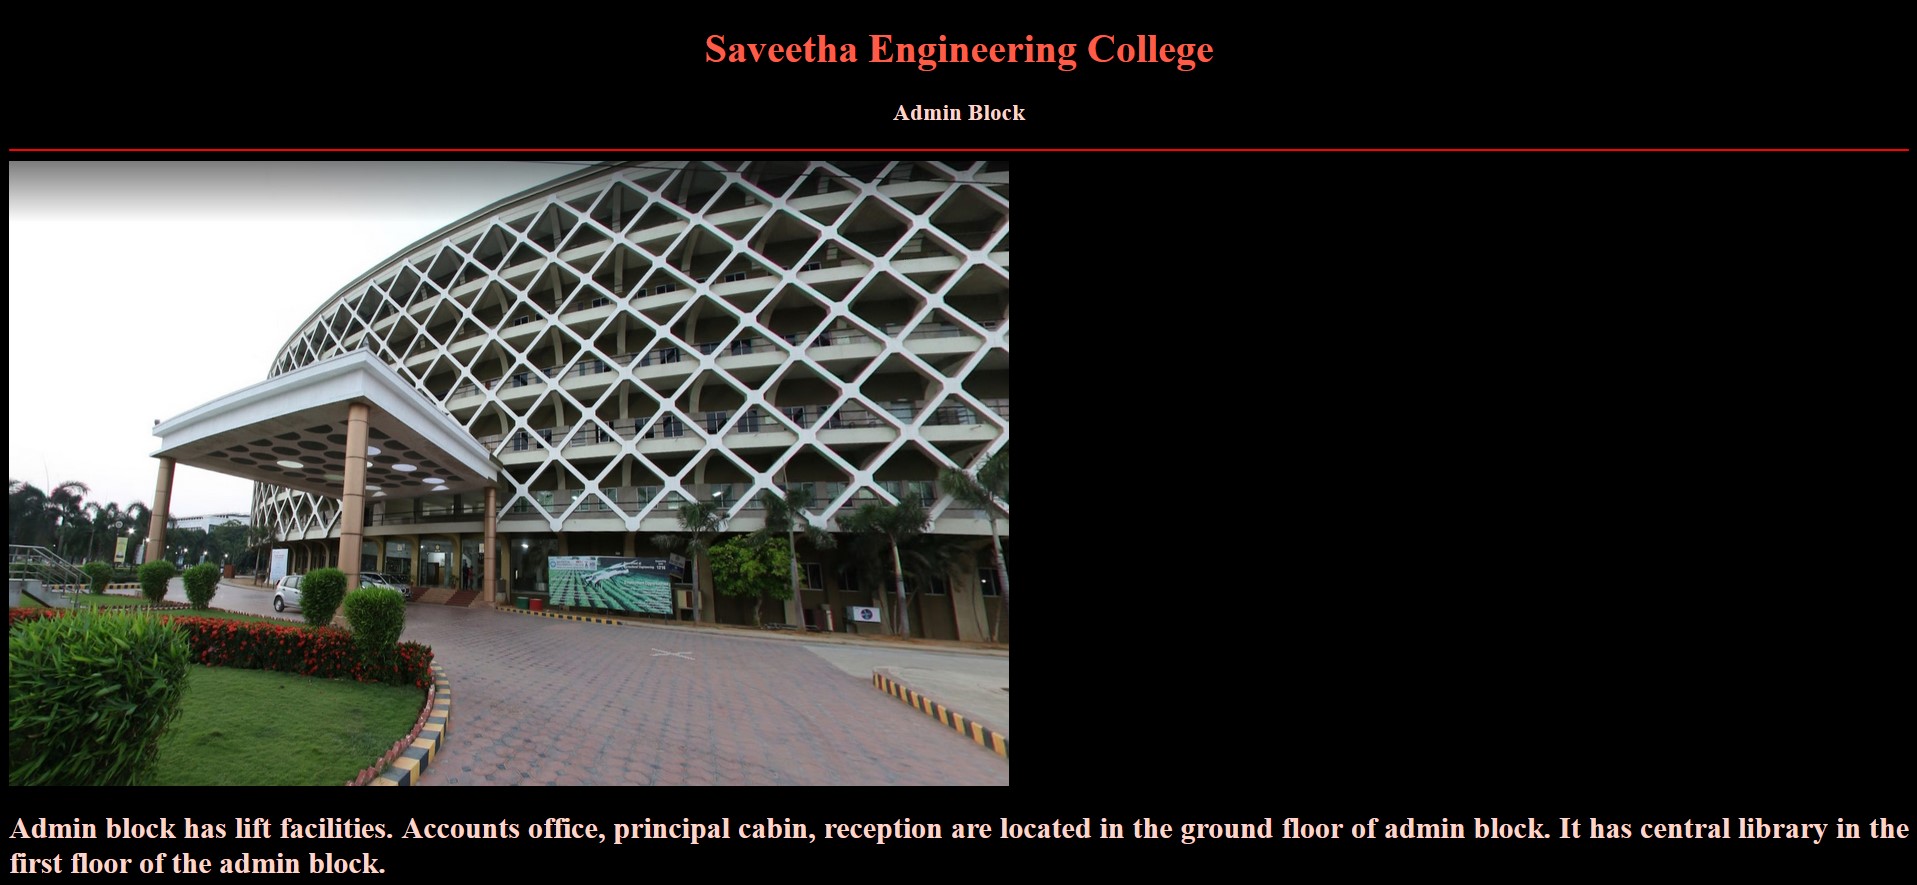 Saveetha Engineering College
Admin Block
Admin block has lift facilities. Accounts office, principal cabin, reception are located in the ground floor of admin block. It has central library in the
first floor of the admin block.